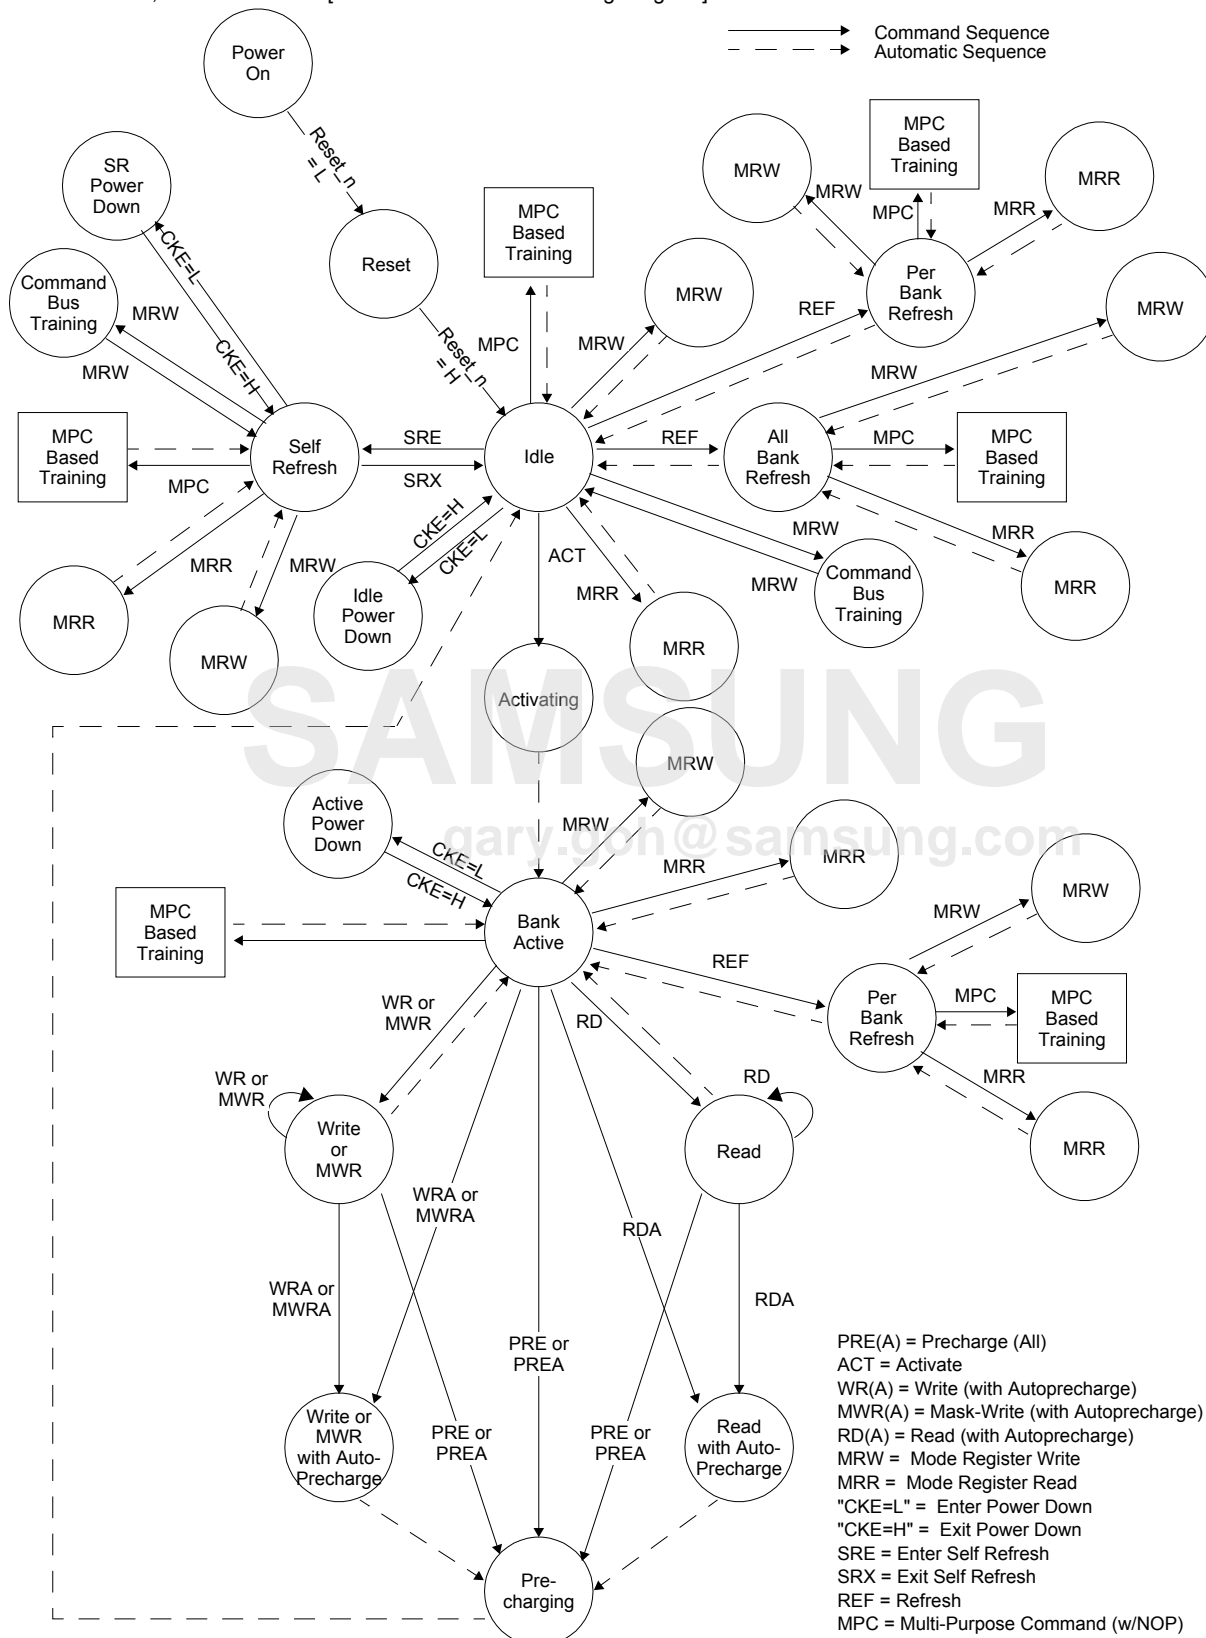 Command Sequence
Automatic Sequence
Power
On
Reset_n
= L
SR
Power
Down
CKE=L
CKE=H
Command
Bus
Training
MRW
MRW
Reset
Reset_n
= H
MPC
Based
Training
MPC
MRW
MRW
MRW
MRW
MPC
Based
Training
MPC
MRR
MRR
Per
Bank
Refresh
REF
MRW
MRW
MPC
Based
Training
MPC
Self
Refresh
SRE
SRX
Idle
REF
All
Bank
Refresh
MPC
MPC
Based
Training
MRR
MRR
MRR
MRR
MRW
MRW
CKE=H
CKE=L
Idle
Power
Down
ACT
MRR
MRR
MRW
MRW
Command
Bus
Training
SAMSUNG
gary.goh@samsung.com
Activating
Active
Power
Down
CKE=L
CKE=H
MRW
MRW
MRR
MRR
MPC
Based
Training
Bank
Active
REF
Per
Bank
Refresh
MRW
MRW
MPC
MPC
Based
Training
MRR
MRR
WR or
MWR
RD
WR or
MWR
Write
or
MWR
RD
Read
WRA or
MWRA
RDA
WRA or
MWRA
RDA
PRE or
PREA
PRE or
PREA
PRE or
PREA
Write or
MWR
with Auto-
Precharge
Read
with Auto-
Precharge
Pre-
charging
PRE(A) = Precharge (All)
ACT = Activate
WR(A) = Write (with Autoprecharge)
MWR(A) = Mask-Write (with Autoprecharge)
RD(A) = Read (with Autoprecharge)
MRW = Mode Register Write
MRR = Mode Register Read
"CKE=L" = Enter Power Down
"CKE=H" = Exit Power Down
SRE = Enter Self Refresh
SRX = Exit Self Refresh
REF = Refresh
MPC = Multi-Purpose Command (w/NOP)